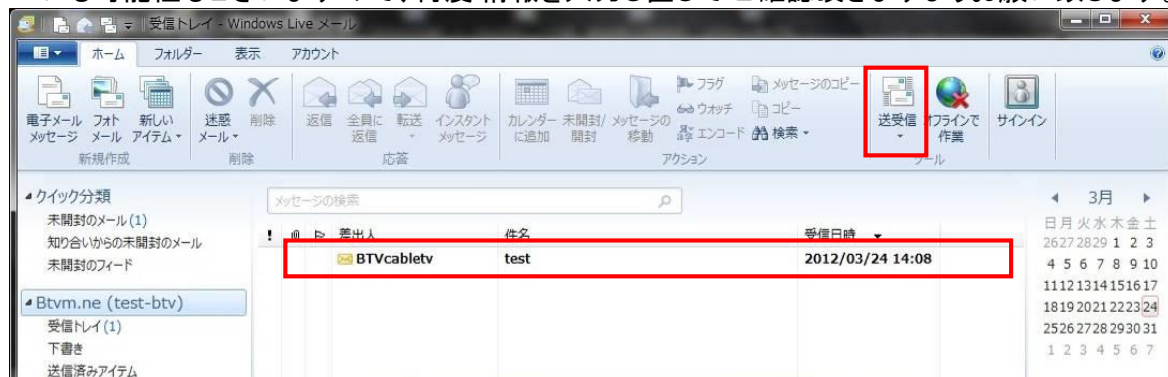 受信トレイ - Windows Live メール
ホーム フォルダー 表示 アカウント
電子メール メッセージ
フォト メール
新しい アイテム
迷惑 メール
削除
返信
全員に 返信
転送
インスタント メッセージ
カレンダー に追加
未開封/ 開封
メッセージの 移動
フラグ
ウォッチ
エンコード
メッセージのコピー
コピー
検索
送受信
オフラインで 作業
サインイン
新規作成 削除 応答 アクション ツール
クイック分類
未開封のメール (1)
知り合いからの未開封のメール
未開封のフィード
Btvm.ne (test-btv)
受信トレイ (1)
下書き
送信済みアイテム
メッセージの検索
! 差出人 件名 受信日時
BTVcabletv test 2012/03/24 14:08
3月
日 月 火 水 木 金 土
26 27 28 29 1 2 3
4 5 6 7 8 9 10
11 12 13 14 15 16 17
18 19 20 21 22 23 24
25 26 27 28 29 30 31
1 2 3 4 5 6 7